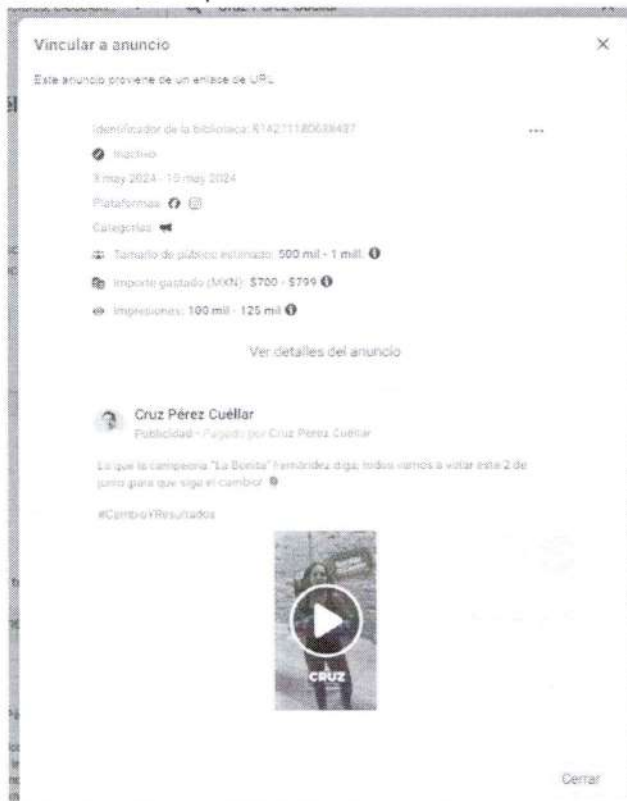 Cruz Pérez Cuéllar
Vincular a anuncio
Este anuncio proviene de un enlace de URL
Identificador de la biblioteca:
Inactivo
3 may 2024 - 10 may 2024
Plataformas
Categorías
Tamaño de público estimado: 500 mil - 1 mill.
Importe gastado (MXN): $700 - $799
Impresiones: 100 mil - 125 mil
Ver detalles del anuncio
Cruz Pérez Cuéllar
Publicidad • Pagado por Cruz Pérez Cuéllar
Lo que la campeona "La Bonita" Fernández diga, todos vamos a votar este 2 de
junio para que siga el cambio!
#CambioYResultados
CRUZ
Cerrar